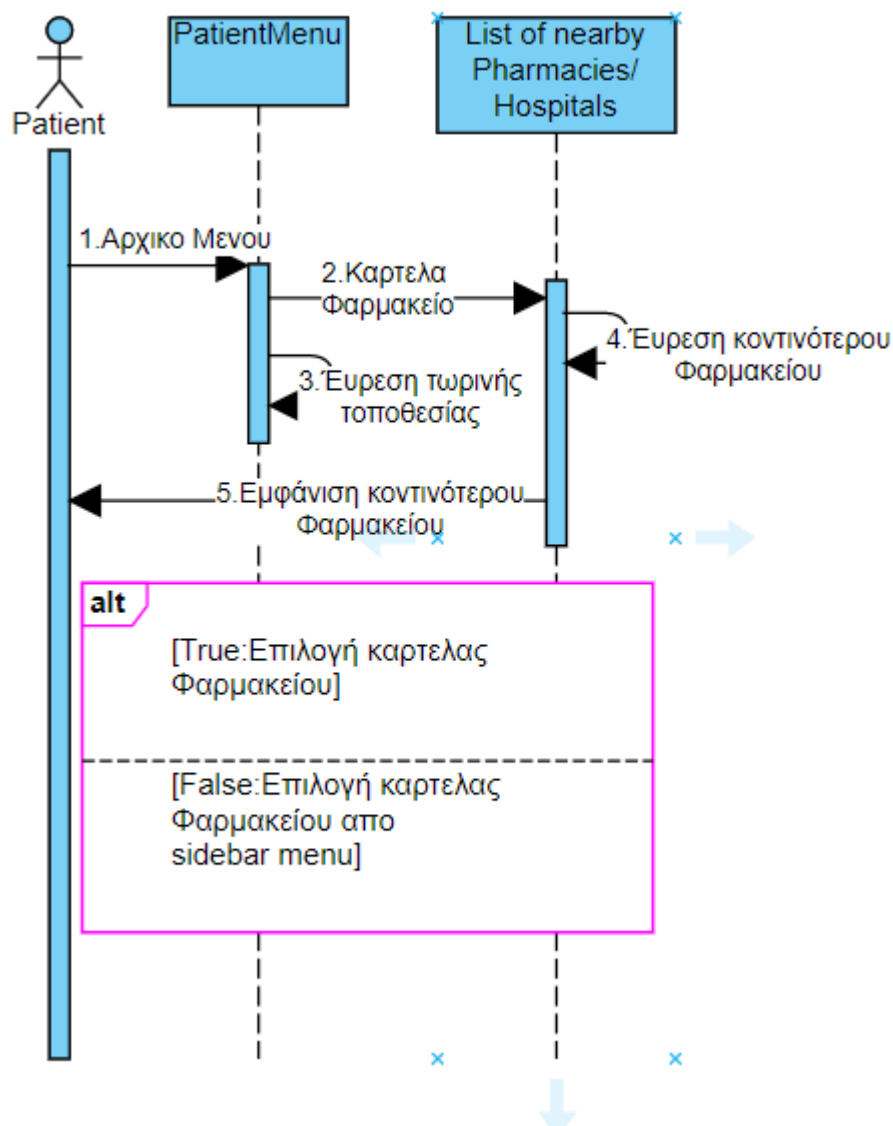 Patient
PatientMenu
List of nearby
Pharmacies/
Hospitals
1.Αρχικο Μενου
2.Καρτελα
Φαρμακείο
3.Έυρεση τωρινής
τοποθεσίας
4.Έυρεση κοντινότερου
Φαρμακείου
5.Εμφάνιση κοντινότερου
Φαρμακείου
alt
[True:Επιλογή καρτελας
Φαρμακείου]
[False:Επιλογή καρτελας
Φαρμακείου απο
sidebar menu]